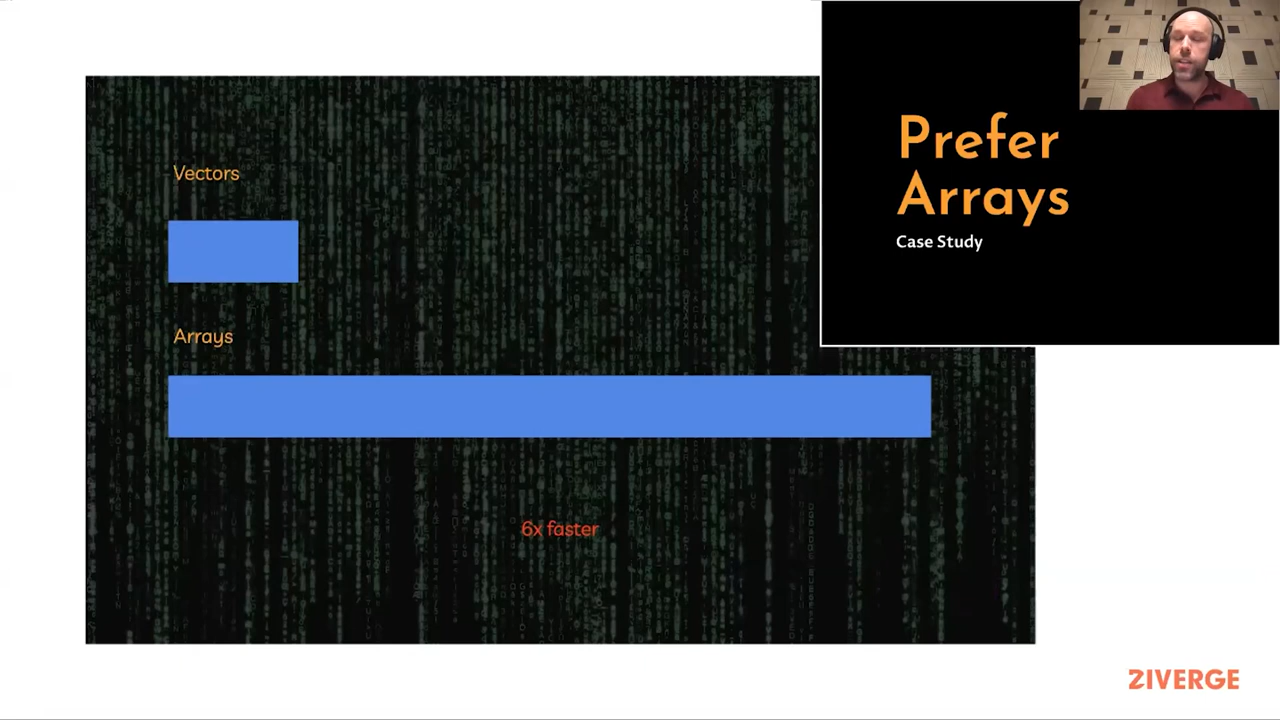 Prefer
Arrays
Case Study
Vectors
Arrays
6x faster
ZIVERGE